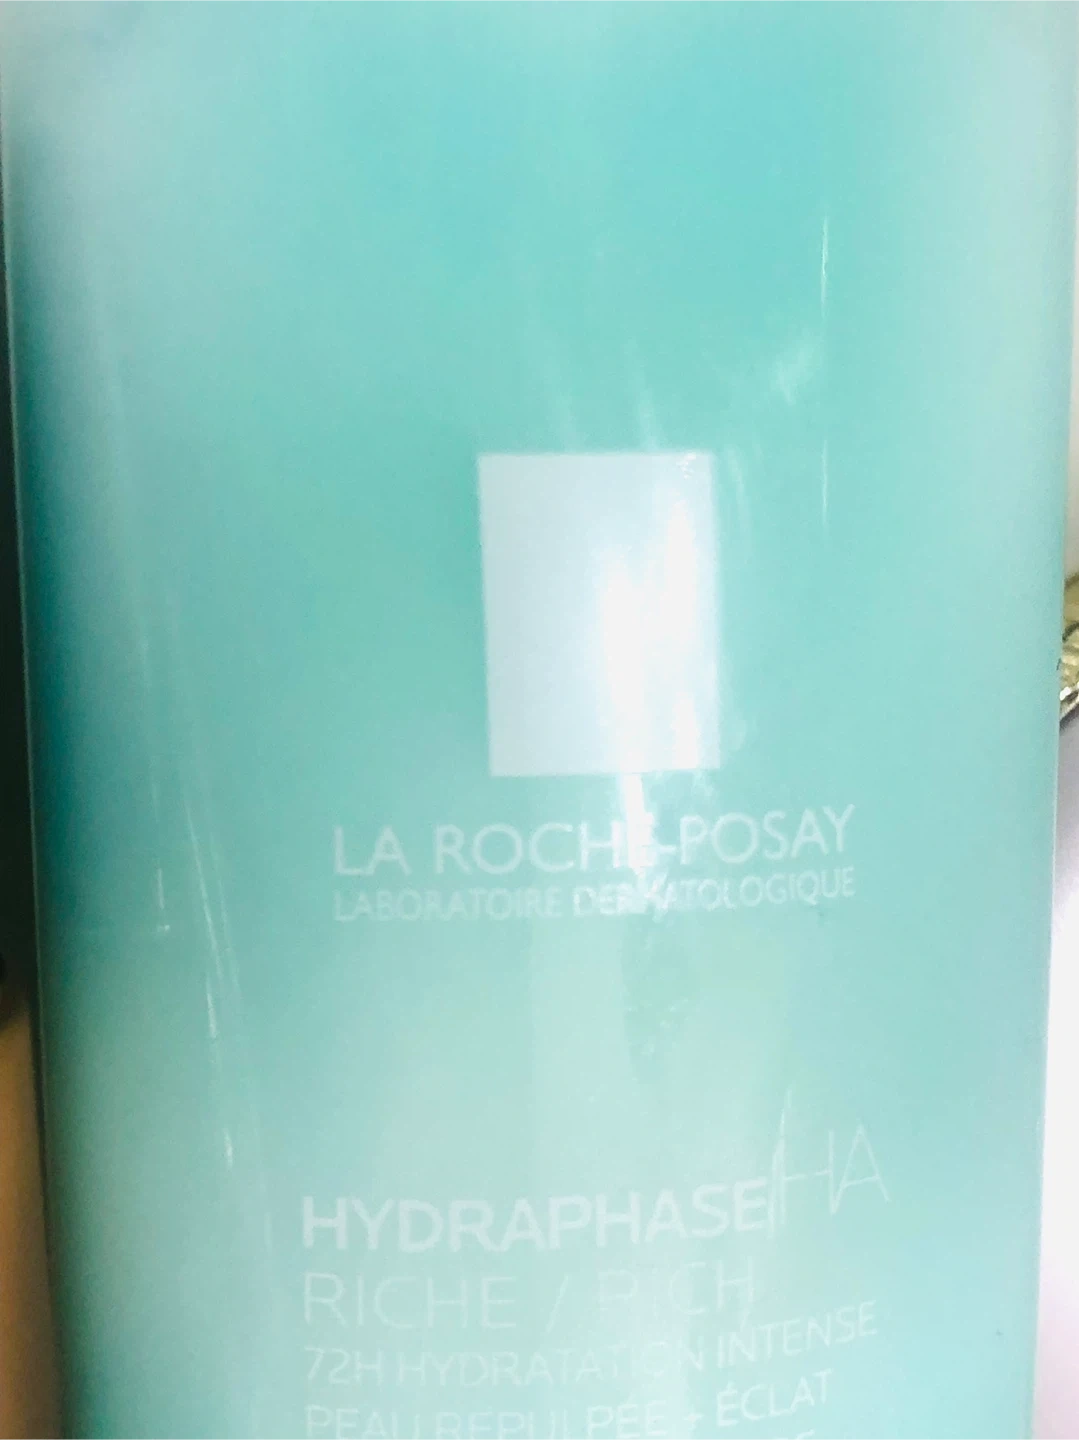 LA ROCHE-POSAY
LABORATOIRE DERMATOLOGIQUE
HYDRAPHASE HA
RICHE / RICH
72H HYDRATATION INTENSE
PEAU REPULPÉE + ÉCLAT